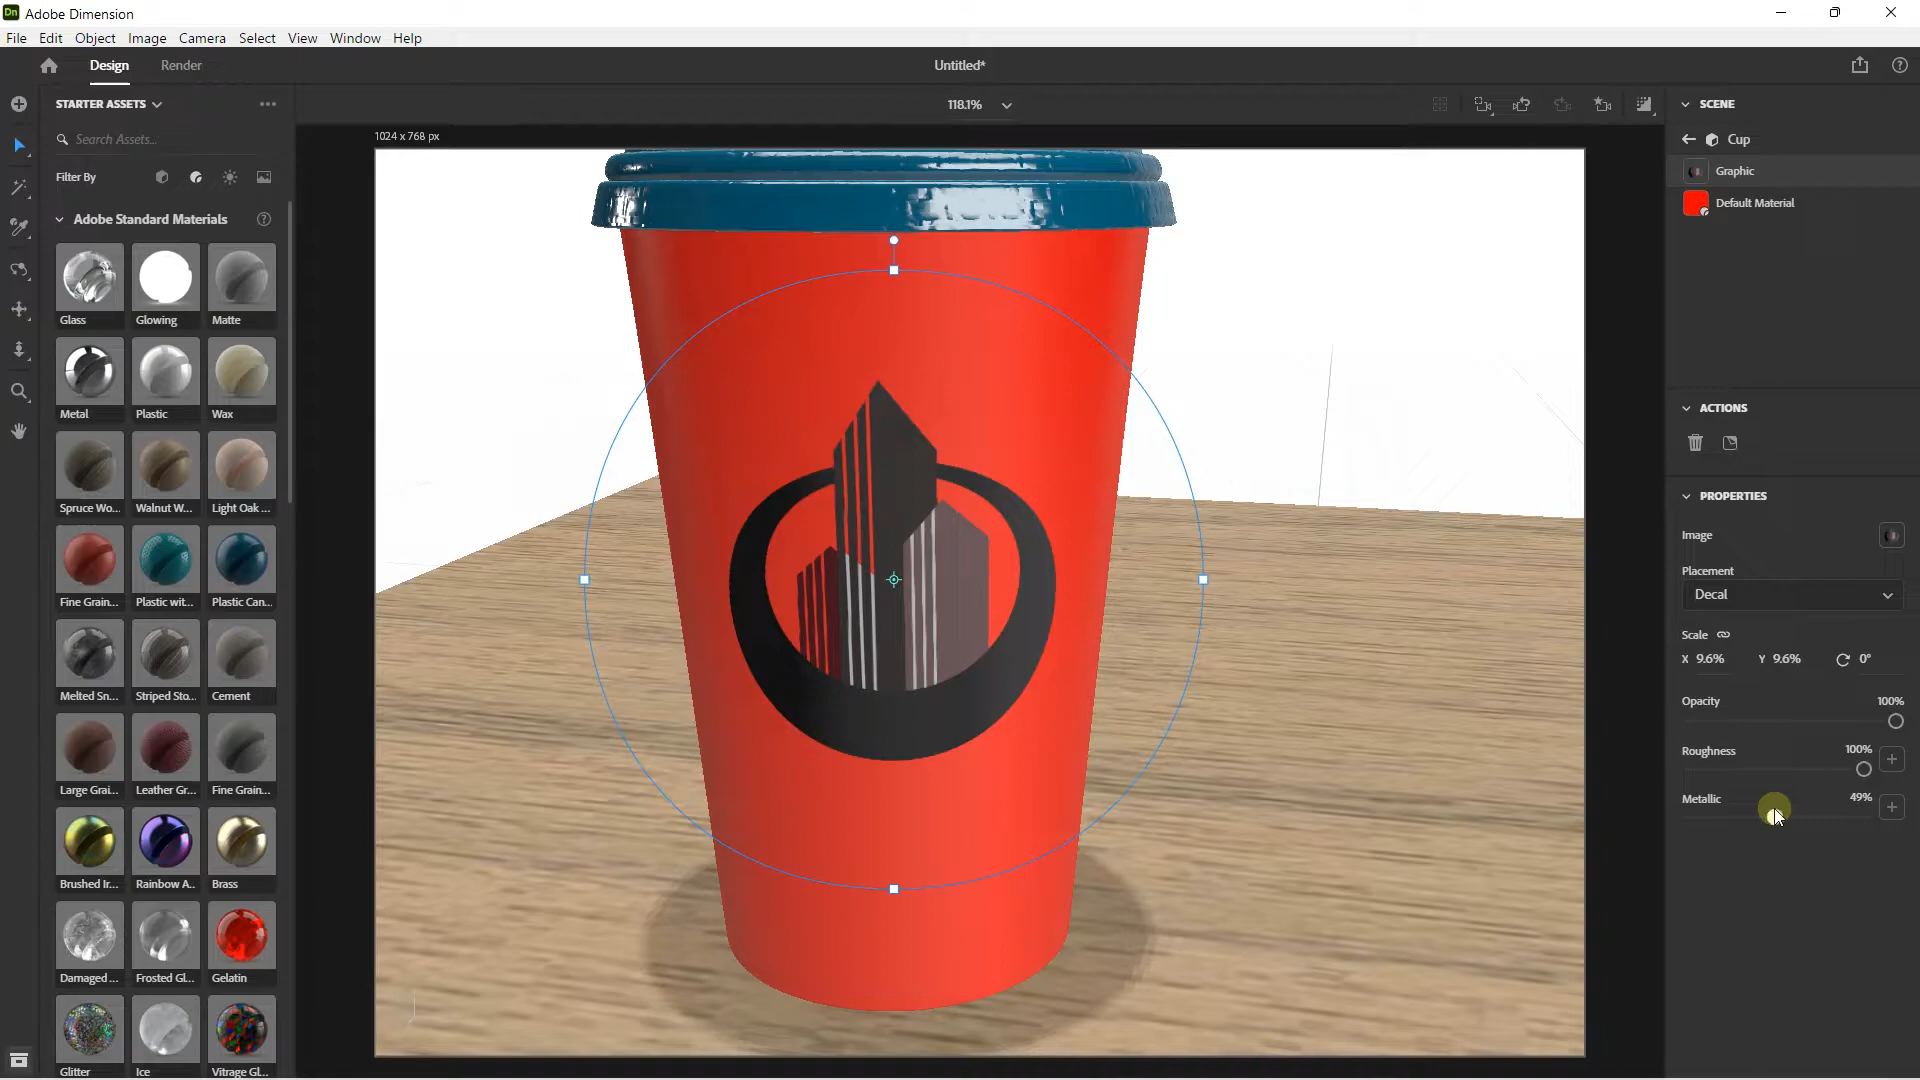 Dn Adobe Dimension
File Edit Object Image Camera Select View Window Help
Design Render Untitled*
STARTER ASSETS
118.1%
SCENE
1024 x 768 px
Search Assets...
Cup
Filter By
Graphic
Default Material
Adobe Standard Materials
Glass Glowing Matte
Metal Plastic Wax
Spruce Wo... Walnut W... Light Oak ...
Fine Grain... Plastic wit... Plastic Can...
Melted Sn... Striped Sto... Cement
Large Grai... Leather Gr... Fine Grain...
Brushed Ir... Rainbow A... Brass
Damaged ... Frosted Gl... Gelatin
Glitter Ice Vitrage Gl...
ACTIONS
PROPERTIES
Image
Placement
Decal
Scale
X 9.6% Y 9.6% 0°
Opacity 100%
Roughness 100%
Metallic 49%